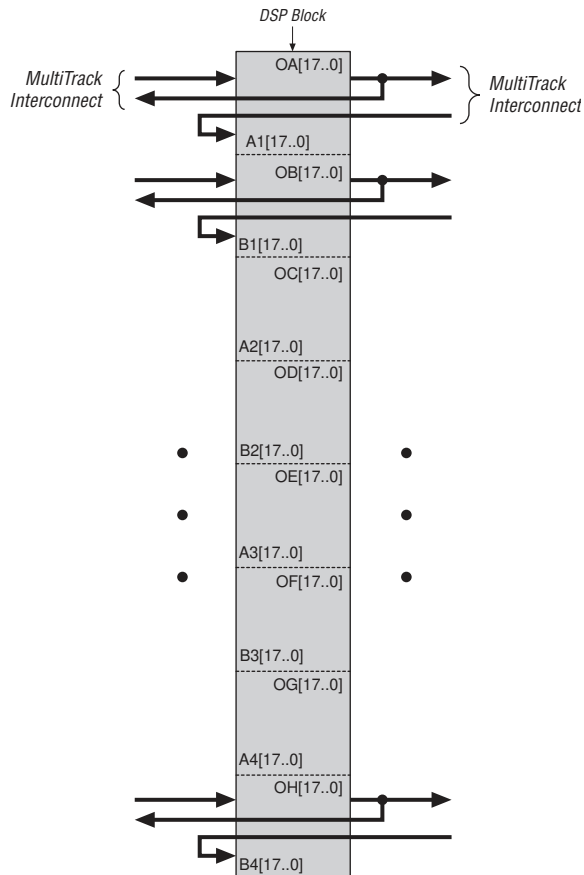 DSP Block
OA[17..0]
MultiTrack
Interconnect
MultiTrack
Interconnect
A1[17..0]
OB[17..0]
B1[17..0]
OC[17..0]
A2[17..0]
OD[17..0]
B2[17..0]
OE[17..0]
A3[17..0]
OF[17..0]
B3[17..0]
OG[17..0]
A4[17..0]
OH[17..0]
B4[17..0]